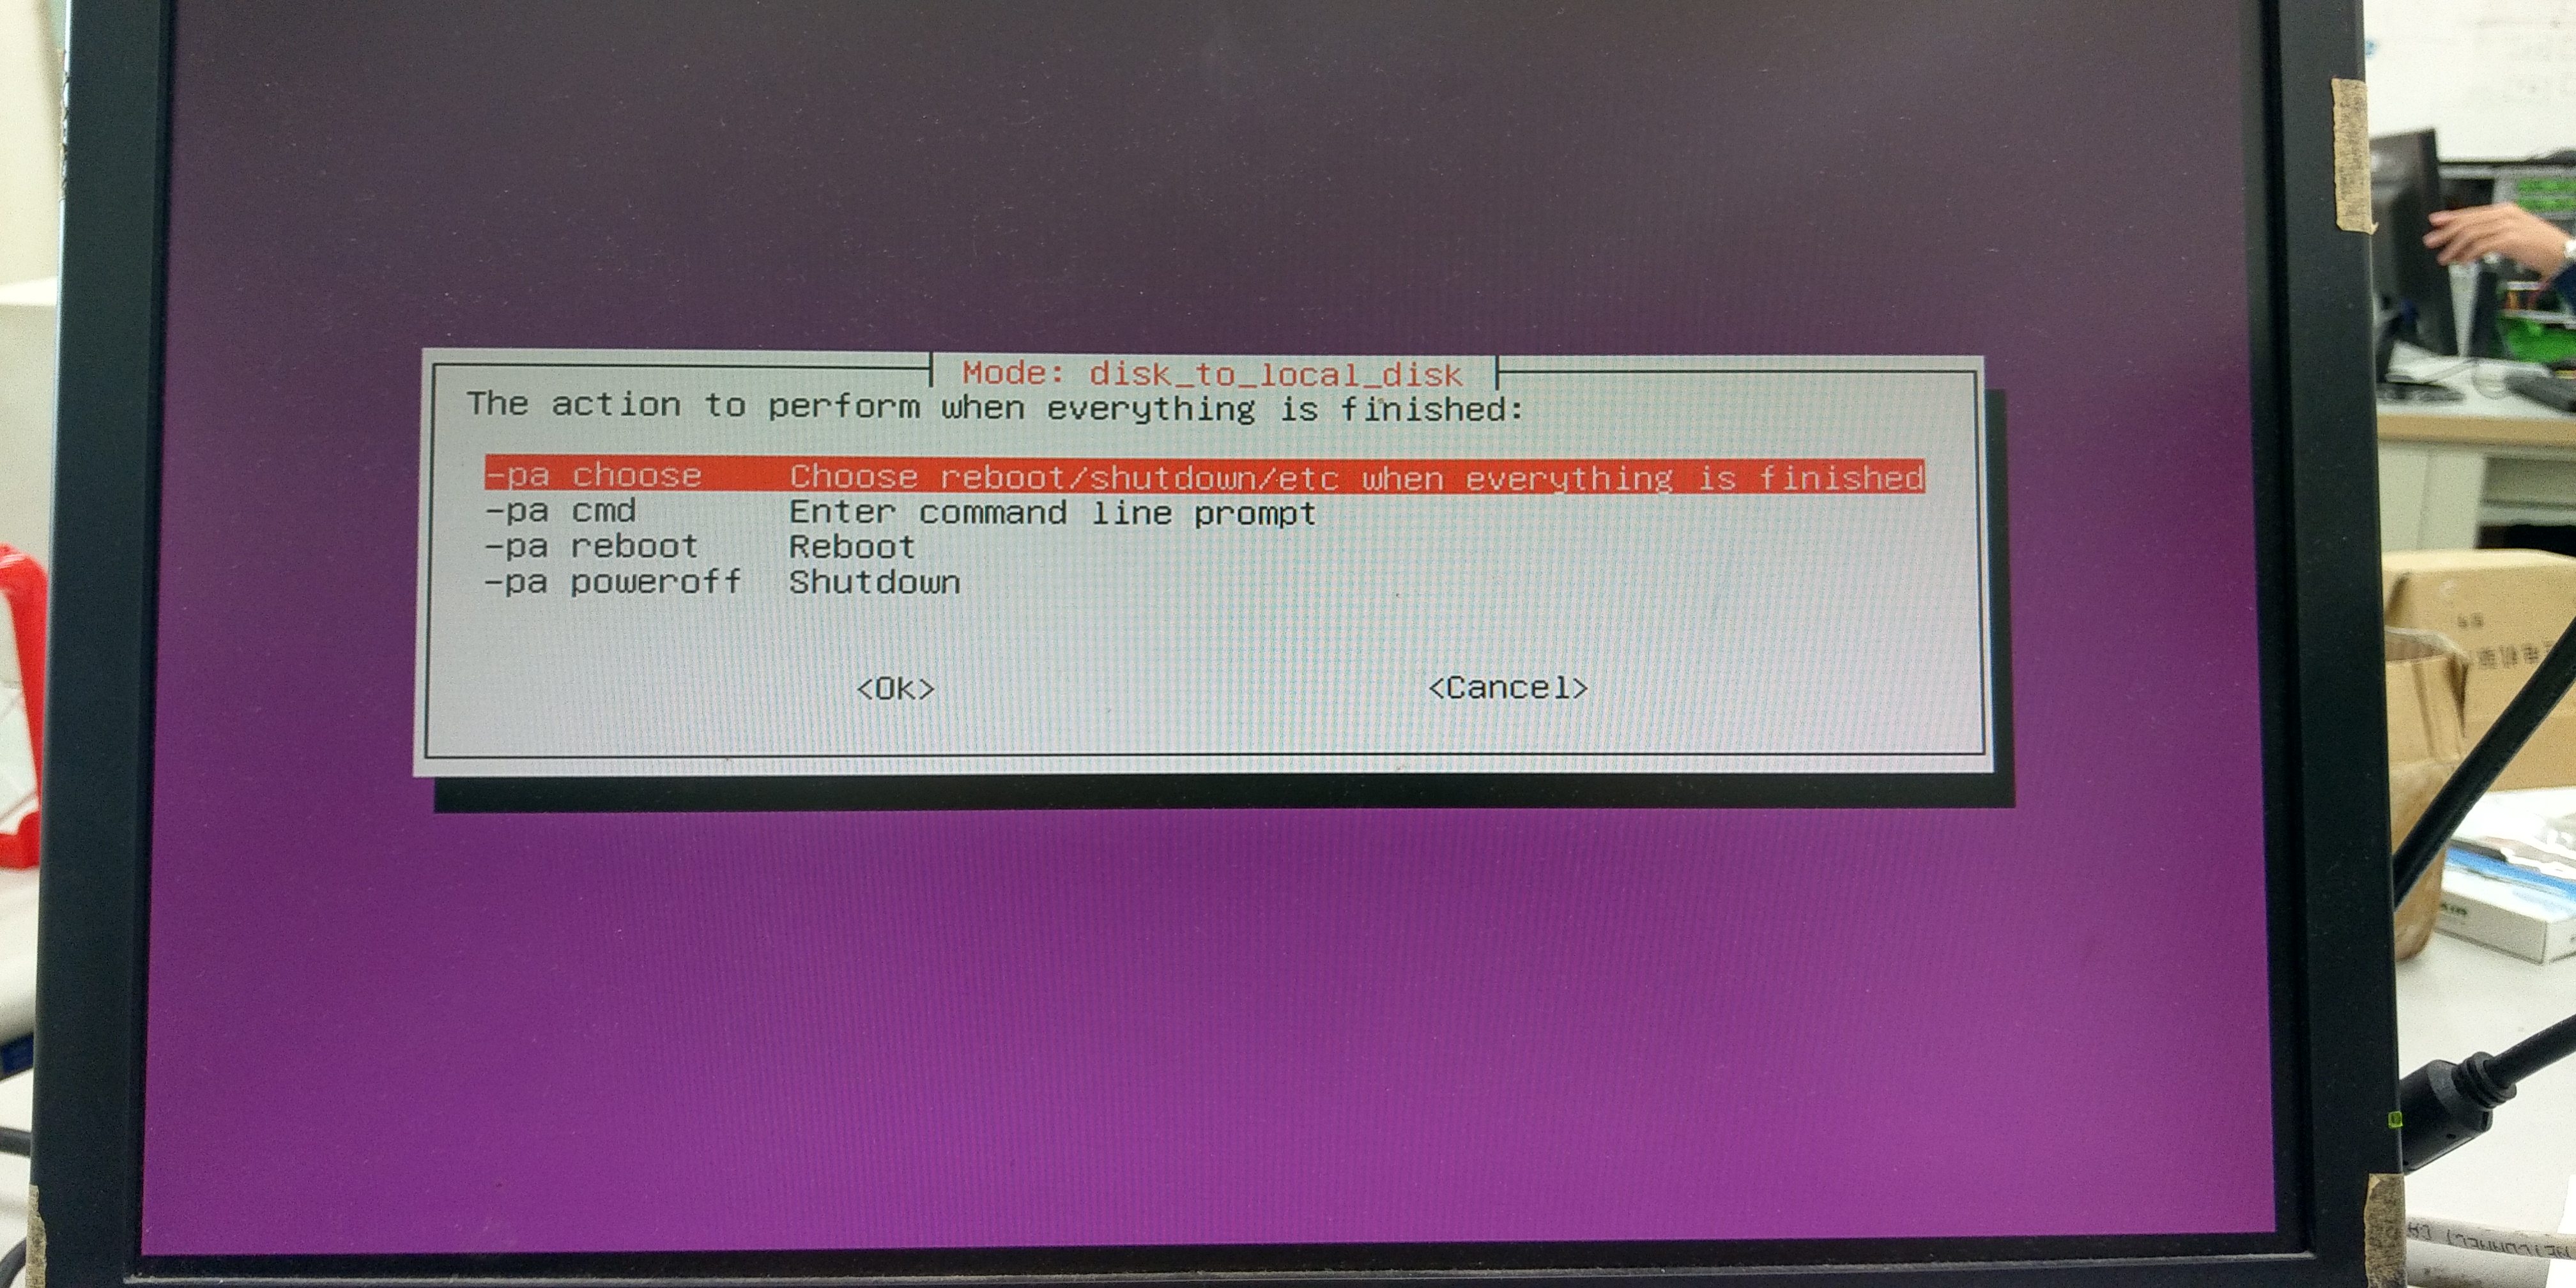 Mode: disk_to_local_disk
The action to perform when everything is finished:
-pa choose Choose reboot/shutdown/etc when everything is finished
-pa cmd Enter command line prompt
-pa reboot Reboot
-pa poweroff Shutdown
<Ok> <Cancel>